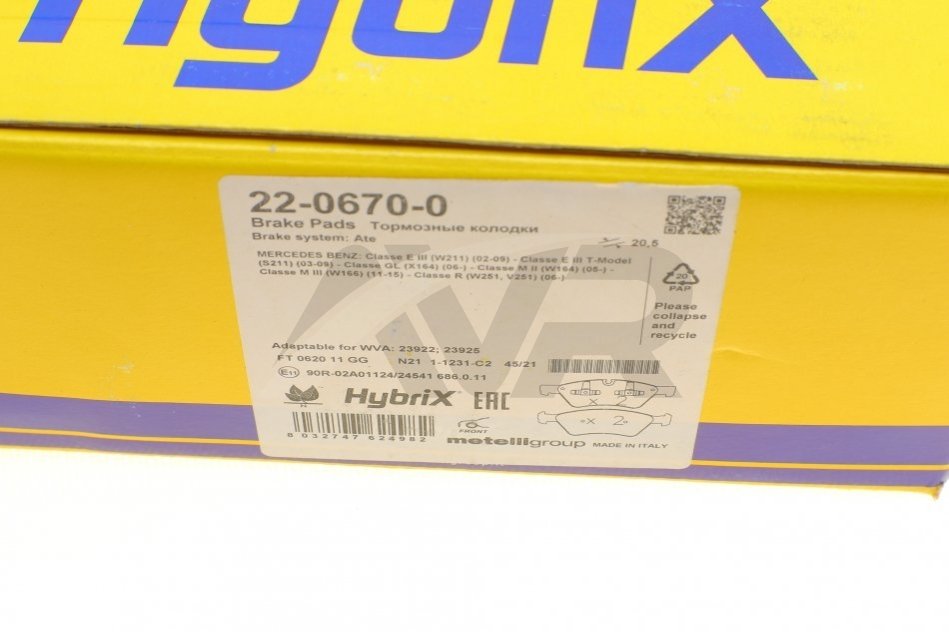 HybriX
22-0670-0
Brake Pads Тормозные колодки
Brake system: Ate
20,5
MERCEDES BENZ: Classe E III (W211) (02-09) - Classe E III T-Model
(S211) (03-09) - Classe GL (X164) (06-) - Classe M II (W164) (05-) -
Classe M III (W166) (11-15) - Classe R (W251, V251) (06-)
20
PAP
Please
collapse
and
recycle
Adaptable for WVA: 23922; 23925
FT 0620 11 GG N21 1-1231-C2 45/21
E11 90R-02A01124/24541 686.0.11
HybriX EAC
x 2
x 2
8 032747 624982
FRONT
metelligroup MADE IN ITALY